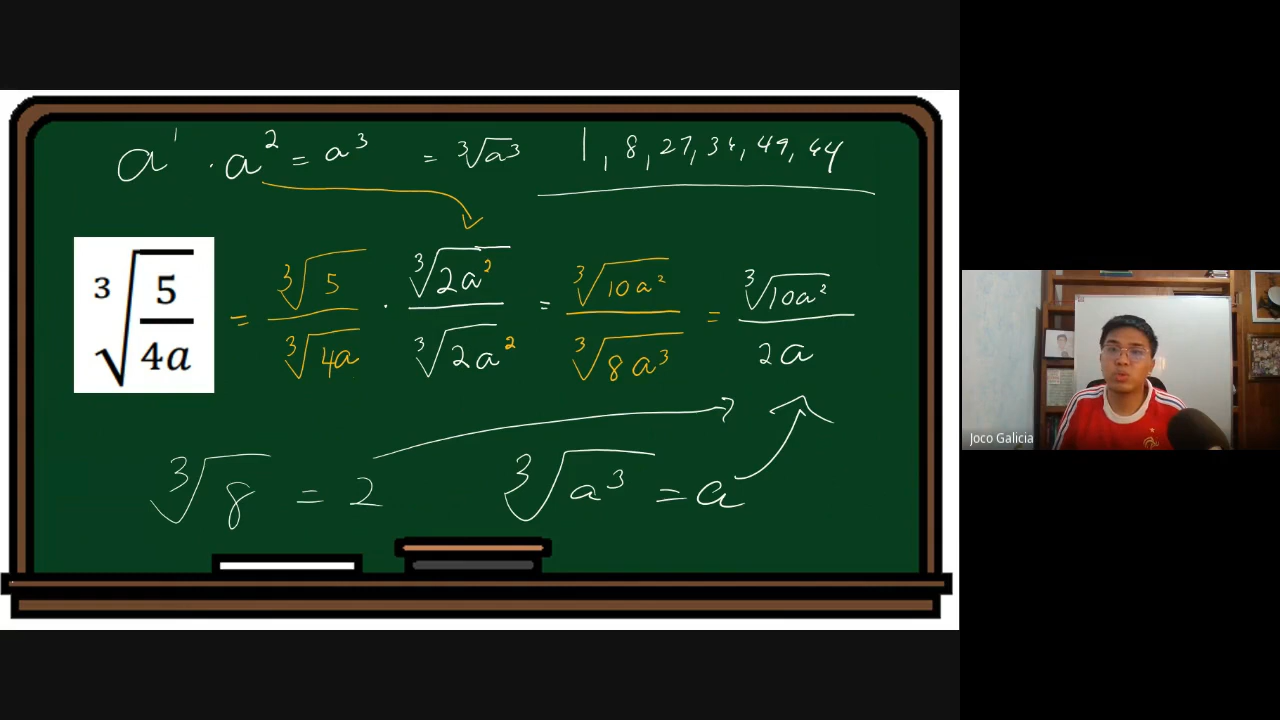 a¹ · a² = a³ = ∛a³ 1, 8, 27, 34, 49, 44
∛(5/4a) = ∛5/∛4a · ∛2a²/∛2a² = ∛10a²/∛8a³ = ∛10a²/2a
∛8 = 2 ∛a³ = a
Joco Galicia